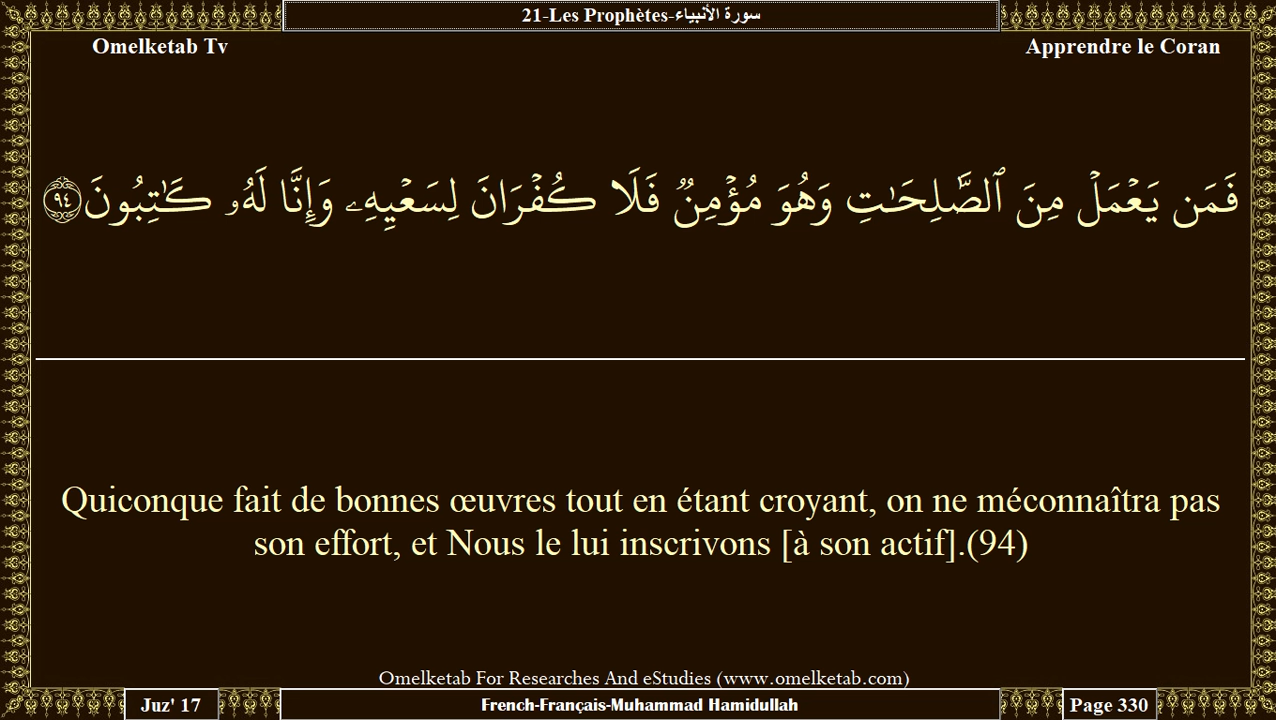 21-Les Prophètes-سورة الأنبياء
Omelketab Tv
Apprendre le Coran
فَمَن يَعۡمَلۡ مِنَ ٱلصَّٰلِحَٰتِ وَهُوَ مُؤۡمِنٞ فَلَا كُفۡرَانَ لِسَعۡيِهِۦ وَإِنَّا لَهُۥ كَٰتِبُونَ ٩٤
Quiconque fait de bonnes œuvres tout en étant croyant, on ne méconnaîtra pas
son effort, et Nous le lui inscrivons [à son actif].(94)
Omelketab For Researches And eStudies (www.omelketab.com)
Juz' 17
French-Français-Muhammad Hamidullah
Page 330